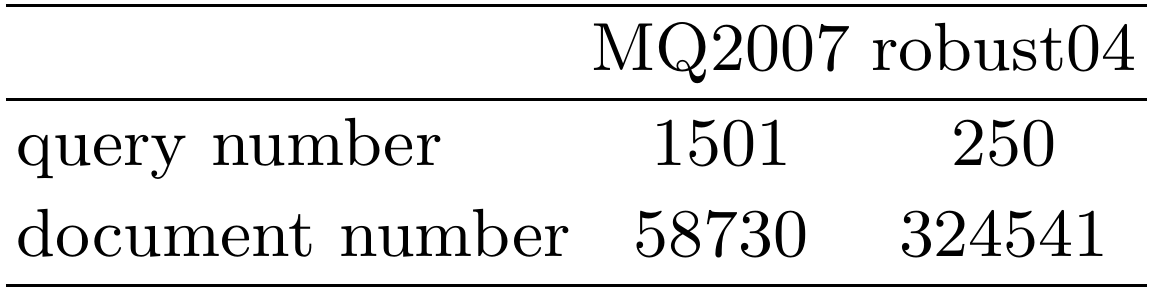 MQ2007 robust04
query number 1501 250
document number 58730 324541